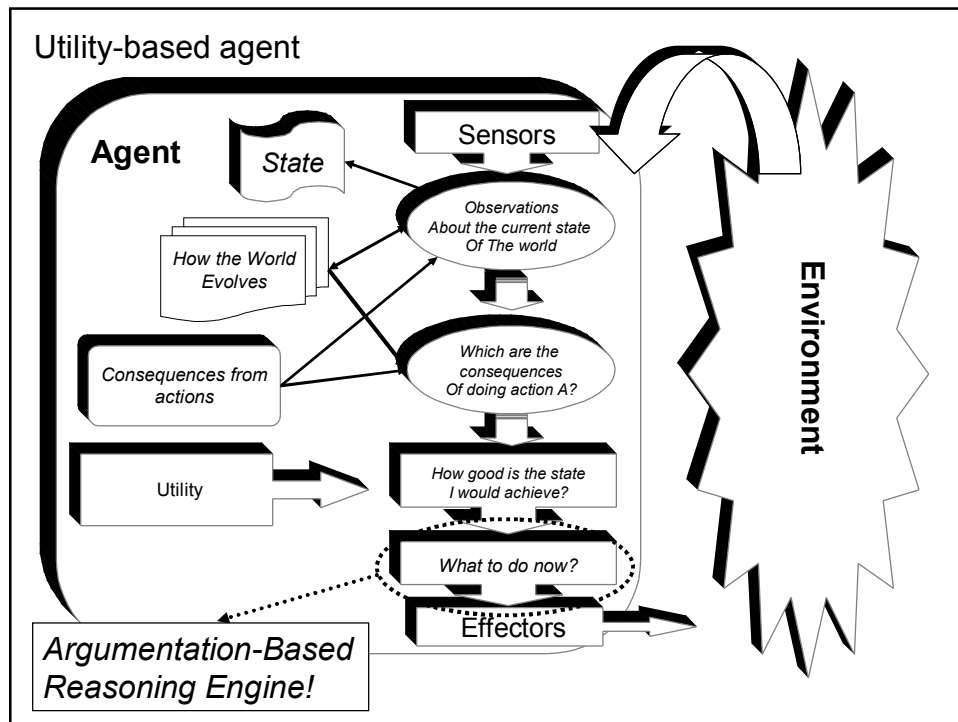 Utility-based agent
Agent
Sensors
State
Observations
About the current state
Of The world
How the World
Evolves
Which are the
consequences
Of doing action A?
Consequences from
actions
How good is the state
I would achieve?
Utility
What to do now?
Effectors
Argumentation-Based
Reasoning Engine!
Environment